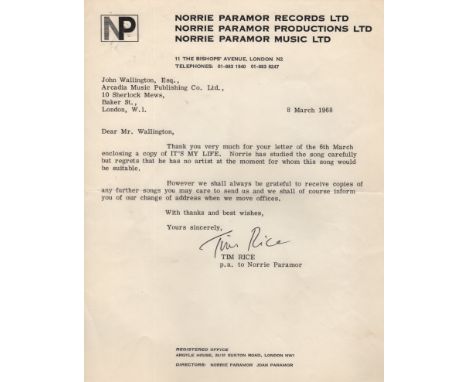 NP
NORRIE PARAMOR RECORDS LTD
NORRIE PARAMOR PRODUCTIONS LTD
NORRIE PARAMOR MUSIC LTD
11 THE BISHOPS' AVENUE, LONDON N2
TELEPHONES: 01-883 1940 01-883 6247
John Wallington, Esq.,
Arcadia Music Publishing Co. Ltd.,
10 Sherlock Mews,
Baker St.,
London, W.1.
8 March 1968
Dear Mr. Wallington,
Thank you very much for your letter of the 6th March
enclosing a copy of IT'S MY LIFE. Norrie has studied the song carefully
but regrets that he has no artist at the moment for whom this song would
be suitable.
However we shall always be grateful to receive copies of
any further songs you may care to send us and we shall of course inform
you of our change of address when we move offices.
With thanks and best wishes,
Yours sincerely,
Tim Rice
TIM RICE
p.a. to Norrie Paramor
REGISTERED OFFICE
ARGYLE HOUSE, EUSTON ROAD, LONDON NW1
DIRECTORS: NORRIE PARAMOR JOAN PARAMOR